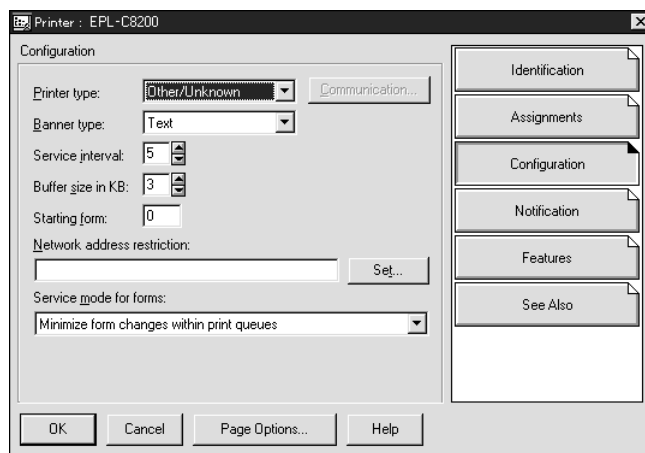 Printer : EPL-C8200
Configuration
Printer type: Other/Unknown Communication...
Banner type: Text
Service interval: 5
Buffer size in KB: 3
Starting form: 0
Network address restriction:
Set...
Service mode for forms:
Minimize form changes within print queues
OK Cancel Page Options... Help
Identification
Assignments
Configuration
Notification
Features
See Also